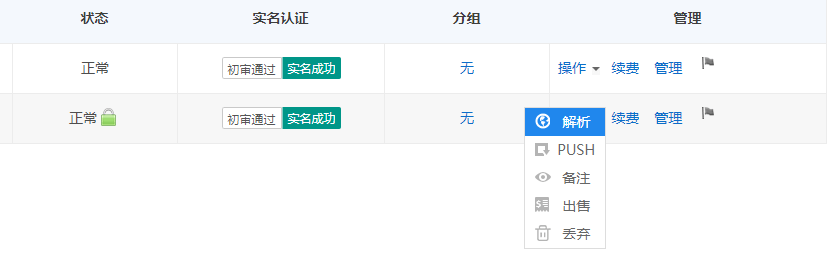 状态 实名认证 分组 管理
正常 初审通过 实名成功 无 操作 续费 管理
正常 初审通过 实名成功 无 续费 管理
解析
PUSH
备注
出售
丢弃